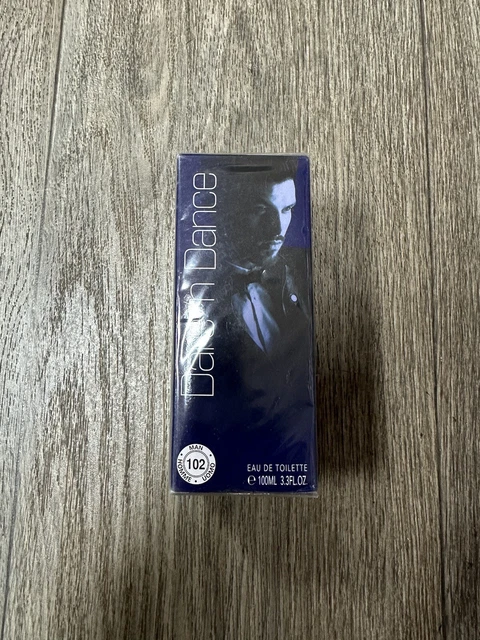 Dance
MAN
HOMME
102
UOMO
EAU DE TOILETTE
℮ 100ML 3.3FL.OZ